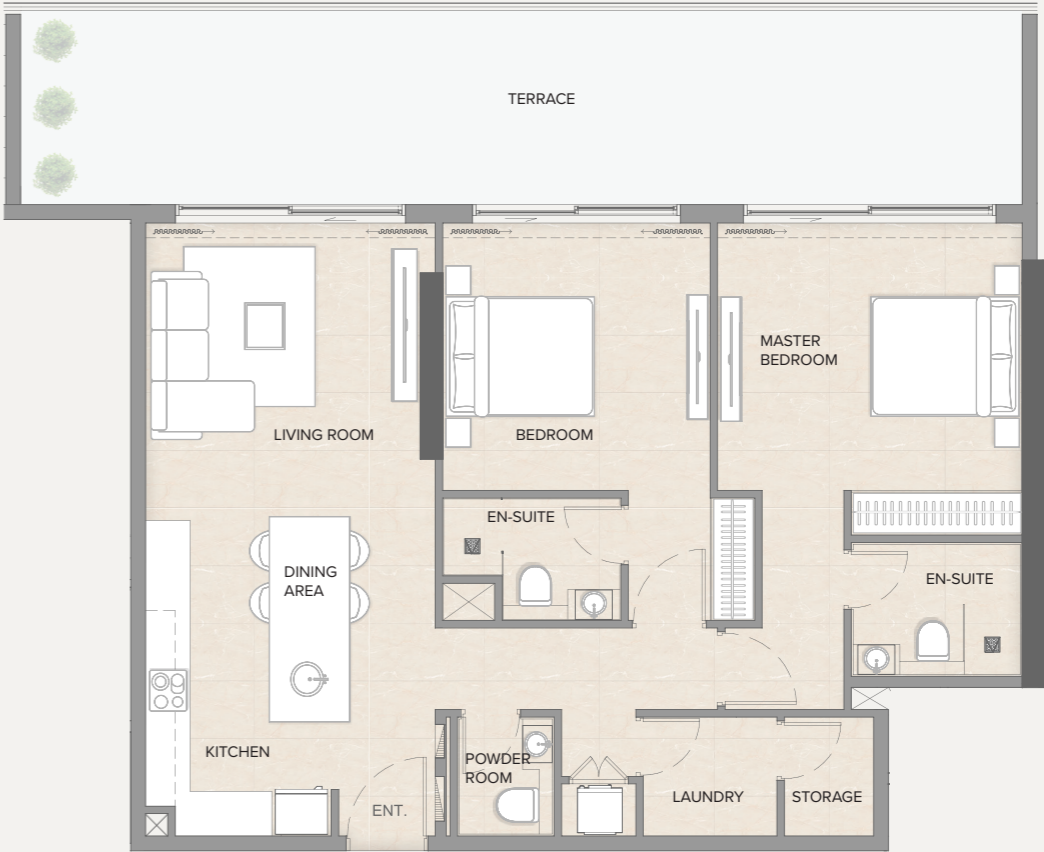 TERRACE
MASTER
BEDROOM
LIVING ROOM
BEDROOM
EN-SUITE
DINING
AREA
EN-SUITE
KITCHEN
POWDER
ROOM
ENT.
LAUNDRY
STORAGE